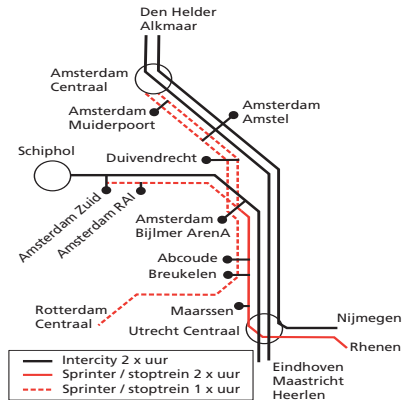 Den Helder
Alkmaar
Amsterdam
Centraal
Amsterdam
Muiderpoort
Amsterdam
Amstel
Schiphol
Duivendrecht
Amsterdam Zuid
Amsterdam RAI
Amsterdam
Bijlmer ArenA
Abcoude
Breukelen
Rotterdam
Centraal
Maarssen
Utrecht Centraal
Nijmegen
Rhenen
Eindhoven
Maastricht
Heerlen
Intercity 2 x uur
Sprinter / stoptrein 2 x uur
Sprinter / stoptrein 1 x uur